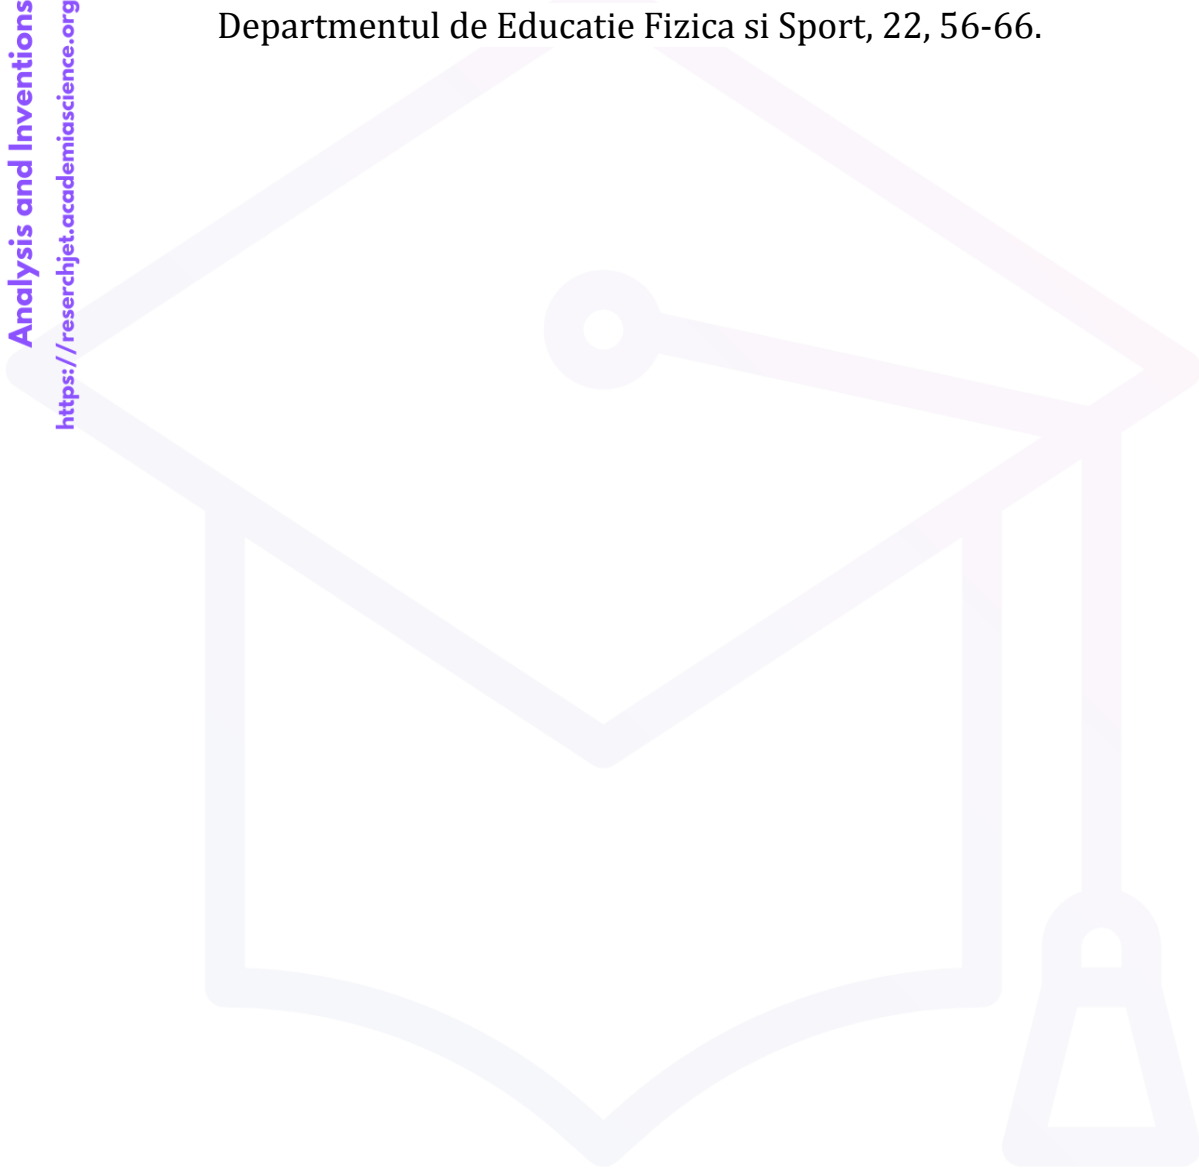 Departmentul de Educatie Fizica si Sport, 22, 56-66.
Analysis and Inventions
https://reserchjet.academiascience.org